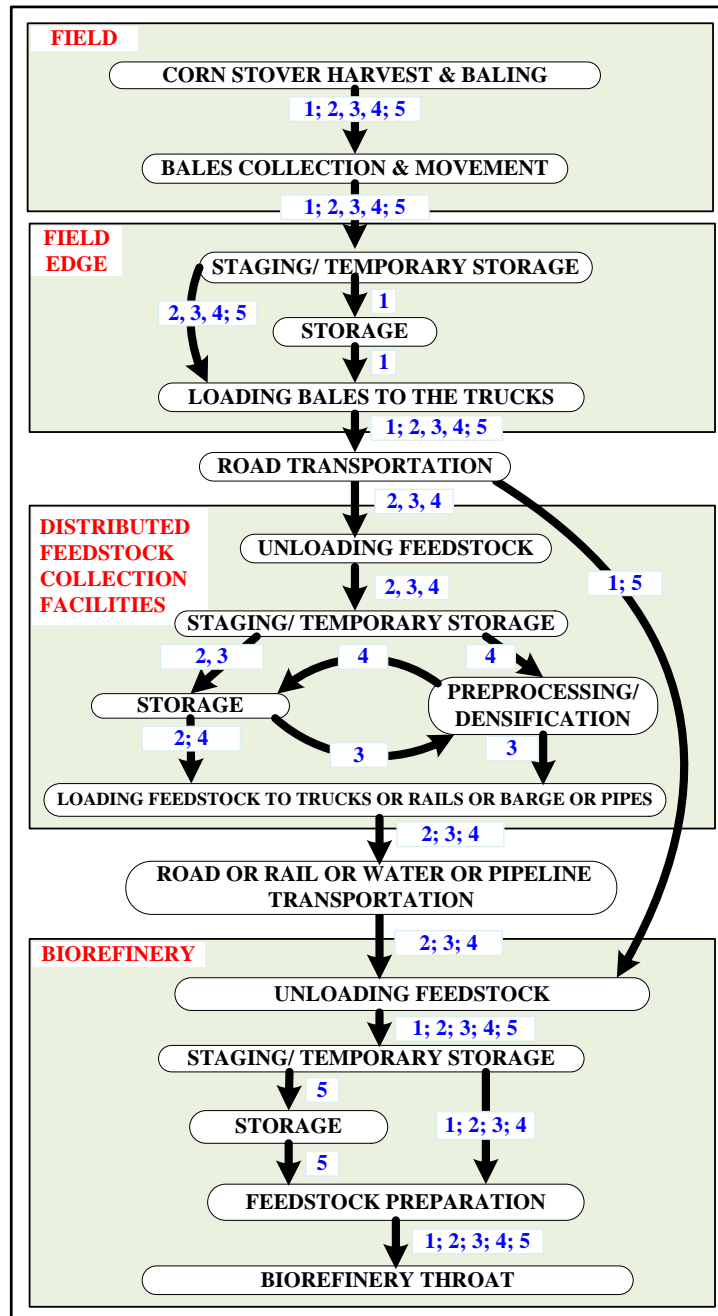 FIELD
CORN STOVER HARVEST & BALING
1; 2, 3, 4; 5
BALES COLLECTION & MOVEMENT
1; 2, 3, 4; 5
FIELD
EDGE
STAGING/ TEMPORARY STORAGE
1
2, 3, 4; 5
STORAGE
1
LOADING BALES TO THE TRUCKS
1; 2, 3, 4; 5
ROAD TRANSPORTATION
2, 3, 4
DISTRIBUTED
FEEDSTOCK
COLLECTION
FACILITIES
UNLOADING FEEDSTOCK
1; 5
2, 3, 4
STAGING/ TEMPORARY STORAGE
2, 3
4
4
STORAGE
PREPROCESSING/
DENSIFICATION
2; 4
3
3
LOADING FEEDSTOCK TO TRUCKS OR RAILS OR BARGE OR PIPES
2; 3; 4
ROAD OR RAIL OR WATER OR PIPELINE
TRANSPORTATION
2; 3; 4
BIOREFINERY
UNLOADING FEEDSTOCK
1; 2; 3; 4; 5
STAGING/ TEMPORARY STORAGE
5
STORAGE
1; 2; 3; 4
5
FEEDSTOCK PREPARATION
1; 2; 3; 4; 5
BIOREFINERY THROAT